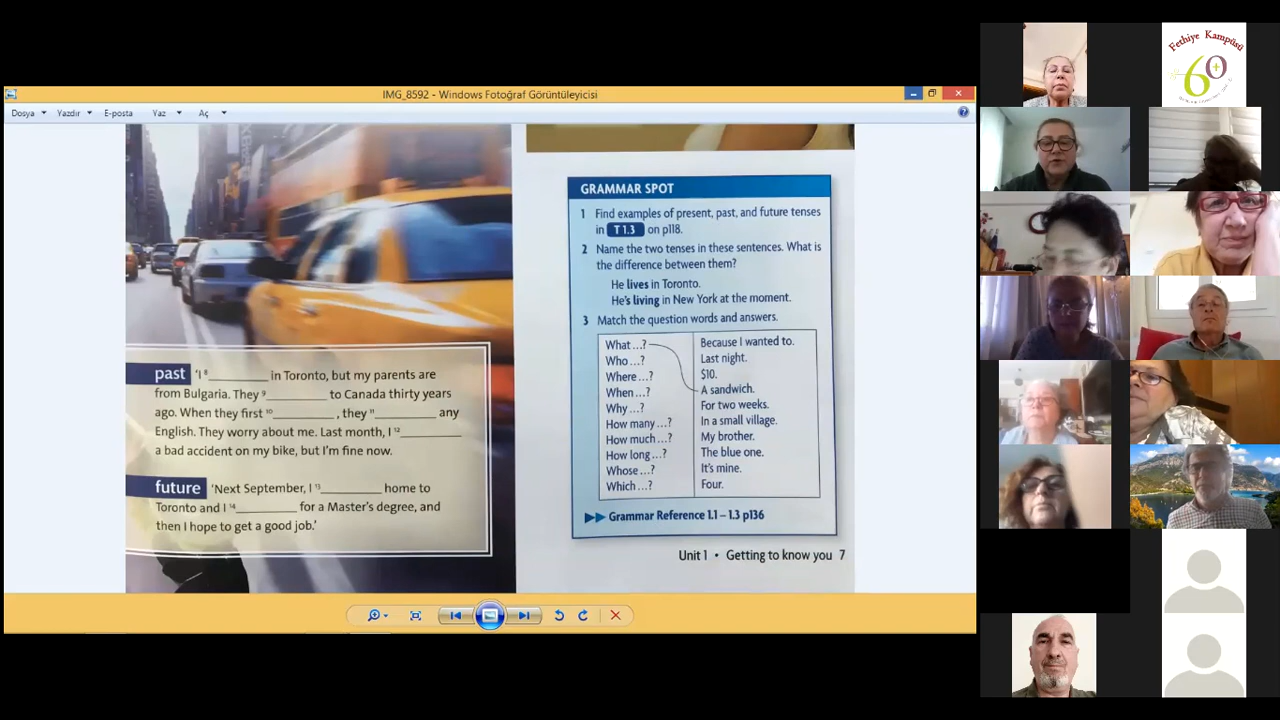 IMG_8592 - Windows Fotoğraf Görüntüleyicisi
Dosya Yazdır E-posta Yaz Aç
past 'I 8________ in Toronto, but my parents are
from Bulgaria. They 9________ to Canada thirty years
ago. When they first 10________, they 11________ any
English. They worry about me. Last month, I 12________
a bad accident on my bike, but I'm fine now.
future 'Next September, I 13________ home to
Toronto and I 14________ for a Master's degree, and
then I hope to get a good job.'
GRAMMAR SPOT
1 Find examples of present, past, and future tenses
in T 1.3 on p118.
2 Name the two tenses in these sentences. What is
the difference between them?
He lives in Toronto.
He's living in New York at the moment.
3 Match the question words and answers.
What …? Because I wanted to.
Who …? Last night.
Where …? $10.
When …? A sandwich.
Why …? For two weeks.
How many …? In a small village.
How much …? My brother.
How long …? The blue one.
Whose …? It's mine.
Which …? Four.
Grammar Reference 1.1 – 1.3 p136
Unit 1 • Getting to know you 7
Fethiye Kampüsü
60+